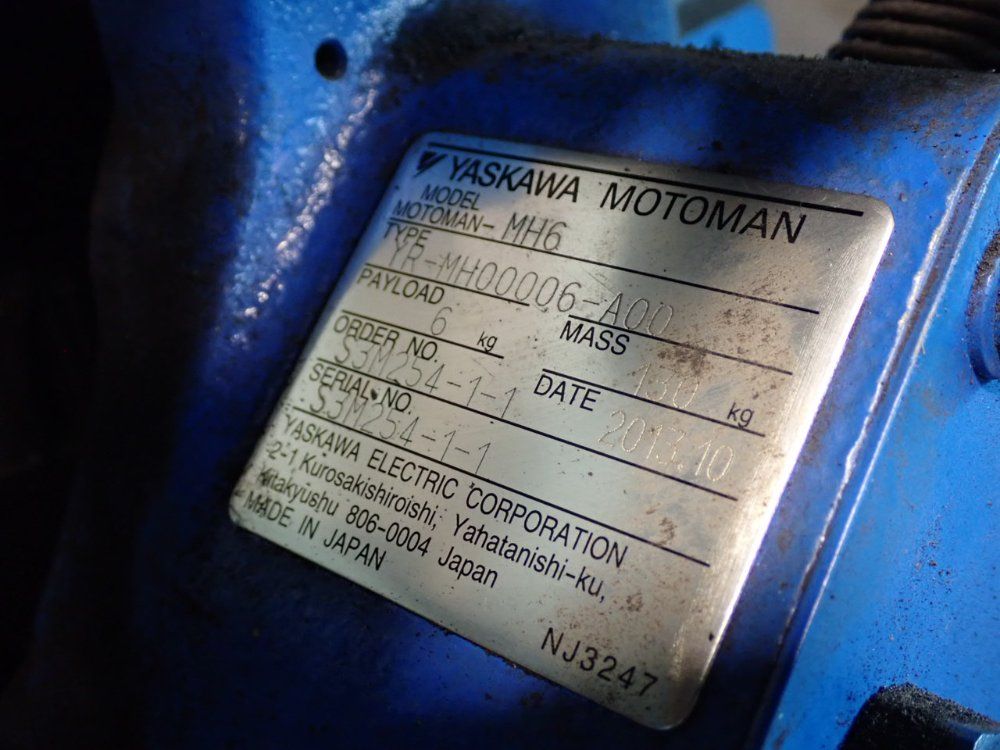 YASKAWA MOTOMAN
MODEL
MOTOMAN- MH6
TYPE
YR-MH00006-A00
PAYLOAD 6 kg MASS 130 kg
ORDER NO. S3M254-1-1 DATE 2013.10
SERIAL NO.
S3M254-1-1
YASKAWA ELECTRIC CORPORATION
2-1, Kurosakishiroishi, Yahatanishi-ku,
Kitakyushu 806-0004 Japan
MADE IN JAPAN
NJ3247